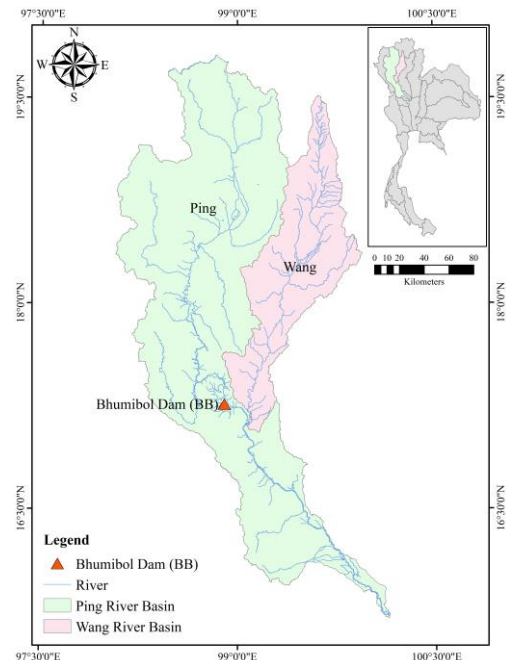 97°30'0"E 99°0'0"E 100°30'0"E
N
W E
S
19°30'0"N 19°30'0"N
Ping
Wang
0 10 20 40 60 80
Kilometers
18°0'0"N 18°0'0"N
Bhumibol Dam (BB)
16°30'0"N 16°30'0"N
Legend
Bhumibol Dam (BB)
River
Ping River Basin
Wang River Basin
97°30'0"E 99°0'0"E 100°30'0"E